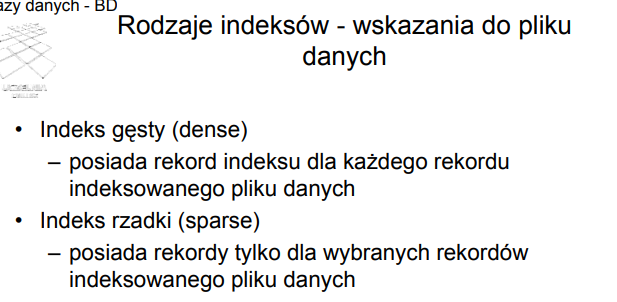 azy danych - BD
Rodzaje indeksów - wskazania do pliku
danych
• Indeks gęsty (dense)
– posiada rekord indeksu dla każdego rekordu
indeksowanego pliku danych
• Indeks rzadki (sparse)
– posiada rekordy tylko dla wybranych rekordów
indeksowanego pliku danych